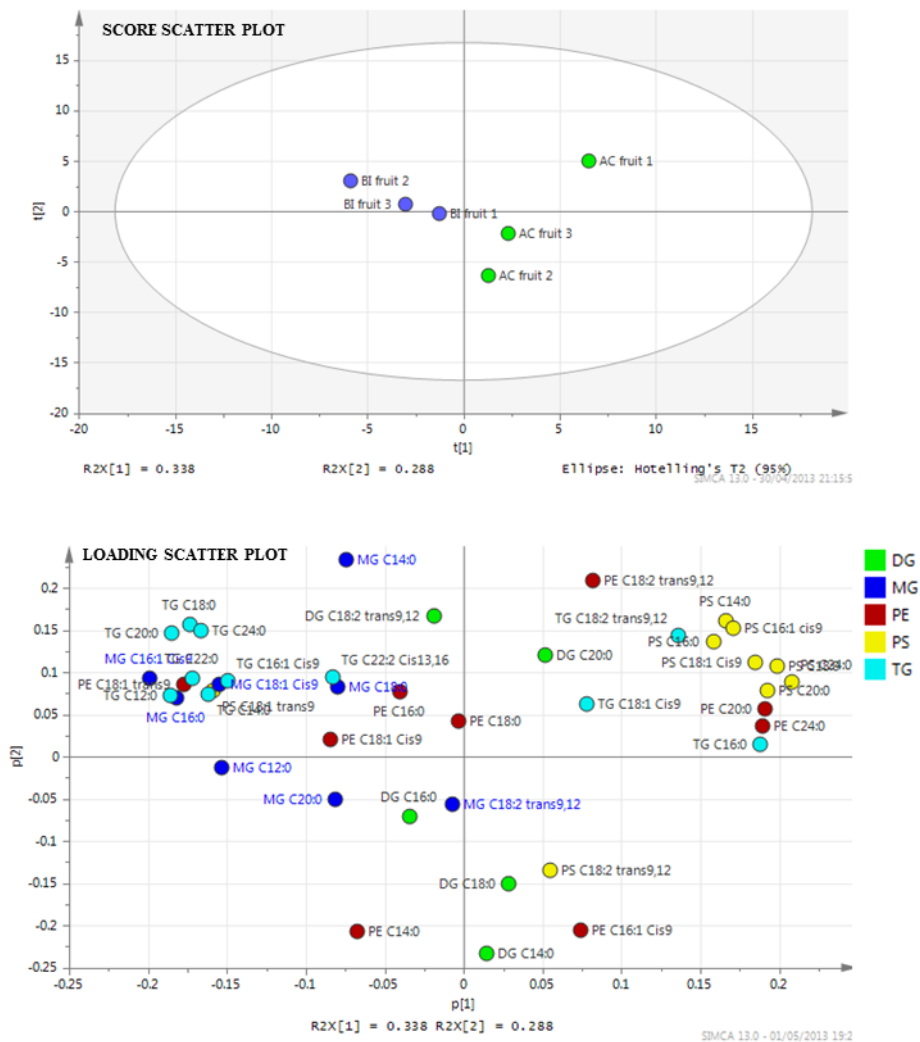 SCORE SCATTER PLOT
15
10
5
0
-5
-10
-15
-20
t[2]
AC fruit 1
BI fruit 2
BI fruit 3
BI fruit 1
AC fruit 3
AC fruit 2
-20 -15 -10 -5 0 5 10 15
t[1]
R2X[1] = 0.338 R2X[2] = 0.288 Ellipse: Hotelling's T2 (95%)
SIMCA 13.0 - 30/04/2013 21:15:5
LOADING SCATTER PLOT
DG
MG
PE
PS
TG
0.2
0.15
0.1
0.05
0
-0.05
-0.1
-0.15
-0.2
-0.25
p[2]
MG C14:0
PE C18:2 trans9,12
TG C18:0
DG C18:2 trans9,12
TG C18:2 trans9,12
PS C14:0
TG C20:0
TG C24:0
PS C16:0
PS C16:1 cis9
MG C16:1 Cis9
TG C22:0
TG C16:1 Cis9
TG C22:2 Cis13,16
DG C20:0
PS C18:1 Cis9
PE C18:1 trans9
MG C18:1 Cis9
MG C18:0
PS C20:0
TG C12:0
TG C14:0
PS C18:1 trans9
PE C16:0
TG C18:1 Cis9
PE C20:0
MG C16:0
PE C18:0
PE C24:0
PE C18:1 Cis9
TG C16:0
MG C12:0
MG C20:0
DG C16:0
MG C18:2 trans9,12
DG C18:0
PS C18:2 trans9,12
PE C14:0
PE C16:1 Cis9
DG C14:0
-0.25 -0.2 -0.15 -0.1 -0.05 0 0.05 0.1 0.15 0.2
p[1]
R2X[1] = 0.338 R2X[2] = 0.288
SIMCA 13.0 - 01/05/2013 19:2